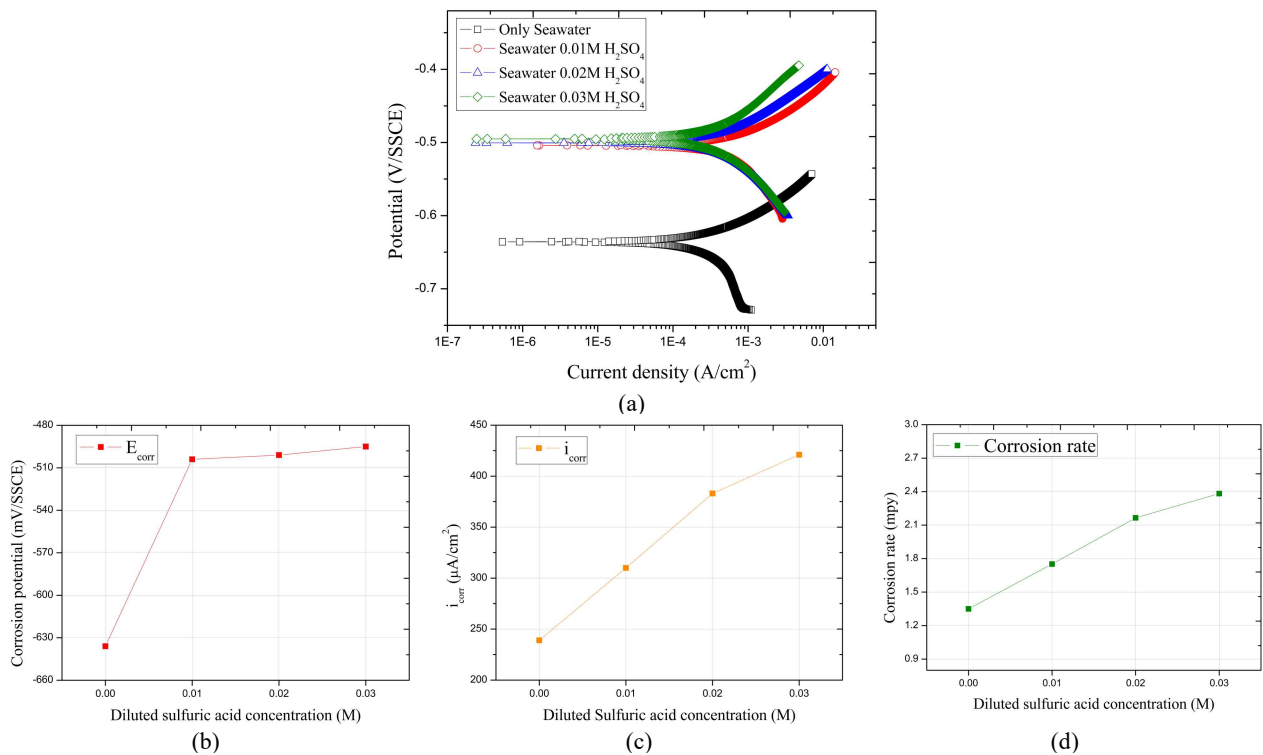 Only Seawater
Seawater 0.01M H₂SO₄
Seawater 0.02M H₂SO₄
Seawater 0.03M H₂SO₄
-0.4
-0.5
-0.6
-0.7
Potential (V/SSCE)
1E-7 1E-6 1E-5 1E-4 1E-3 0.01
Current density (A/cm²)
(a)
E_corr
-480
-510
-540
-570
-600
-630
-660
Corrosion potential (mV/SSCE)
0.00 0.01 0.02 0.03
Diluted sulfuric acid concentration (M)
(b)
i_corr
450
400
350
300
250
200
i_corr (µA/cm²)
0.00 0.01 0.02 0.03
Diluted Sulfuric acid concentration (M)
(c)
Corrosion rate
3.0
2.7
2.4
2.1
1.8
1.5
1.2
0.9
Corrosion rate (mpy)
0.00 0.01 0.02 0.03
Diluted sulfuric acid concentration (M)
(d)